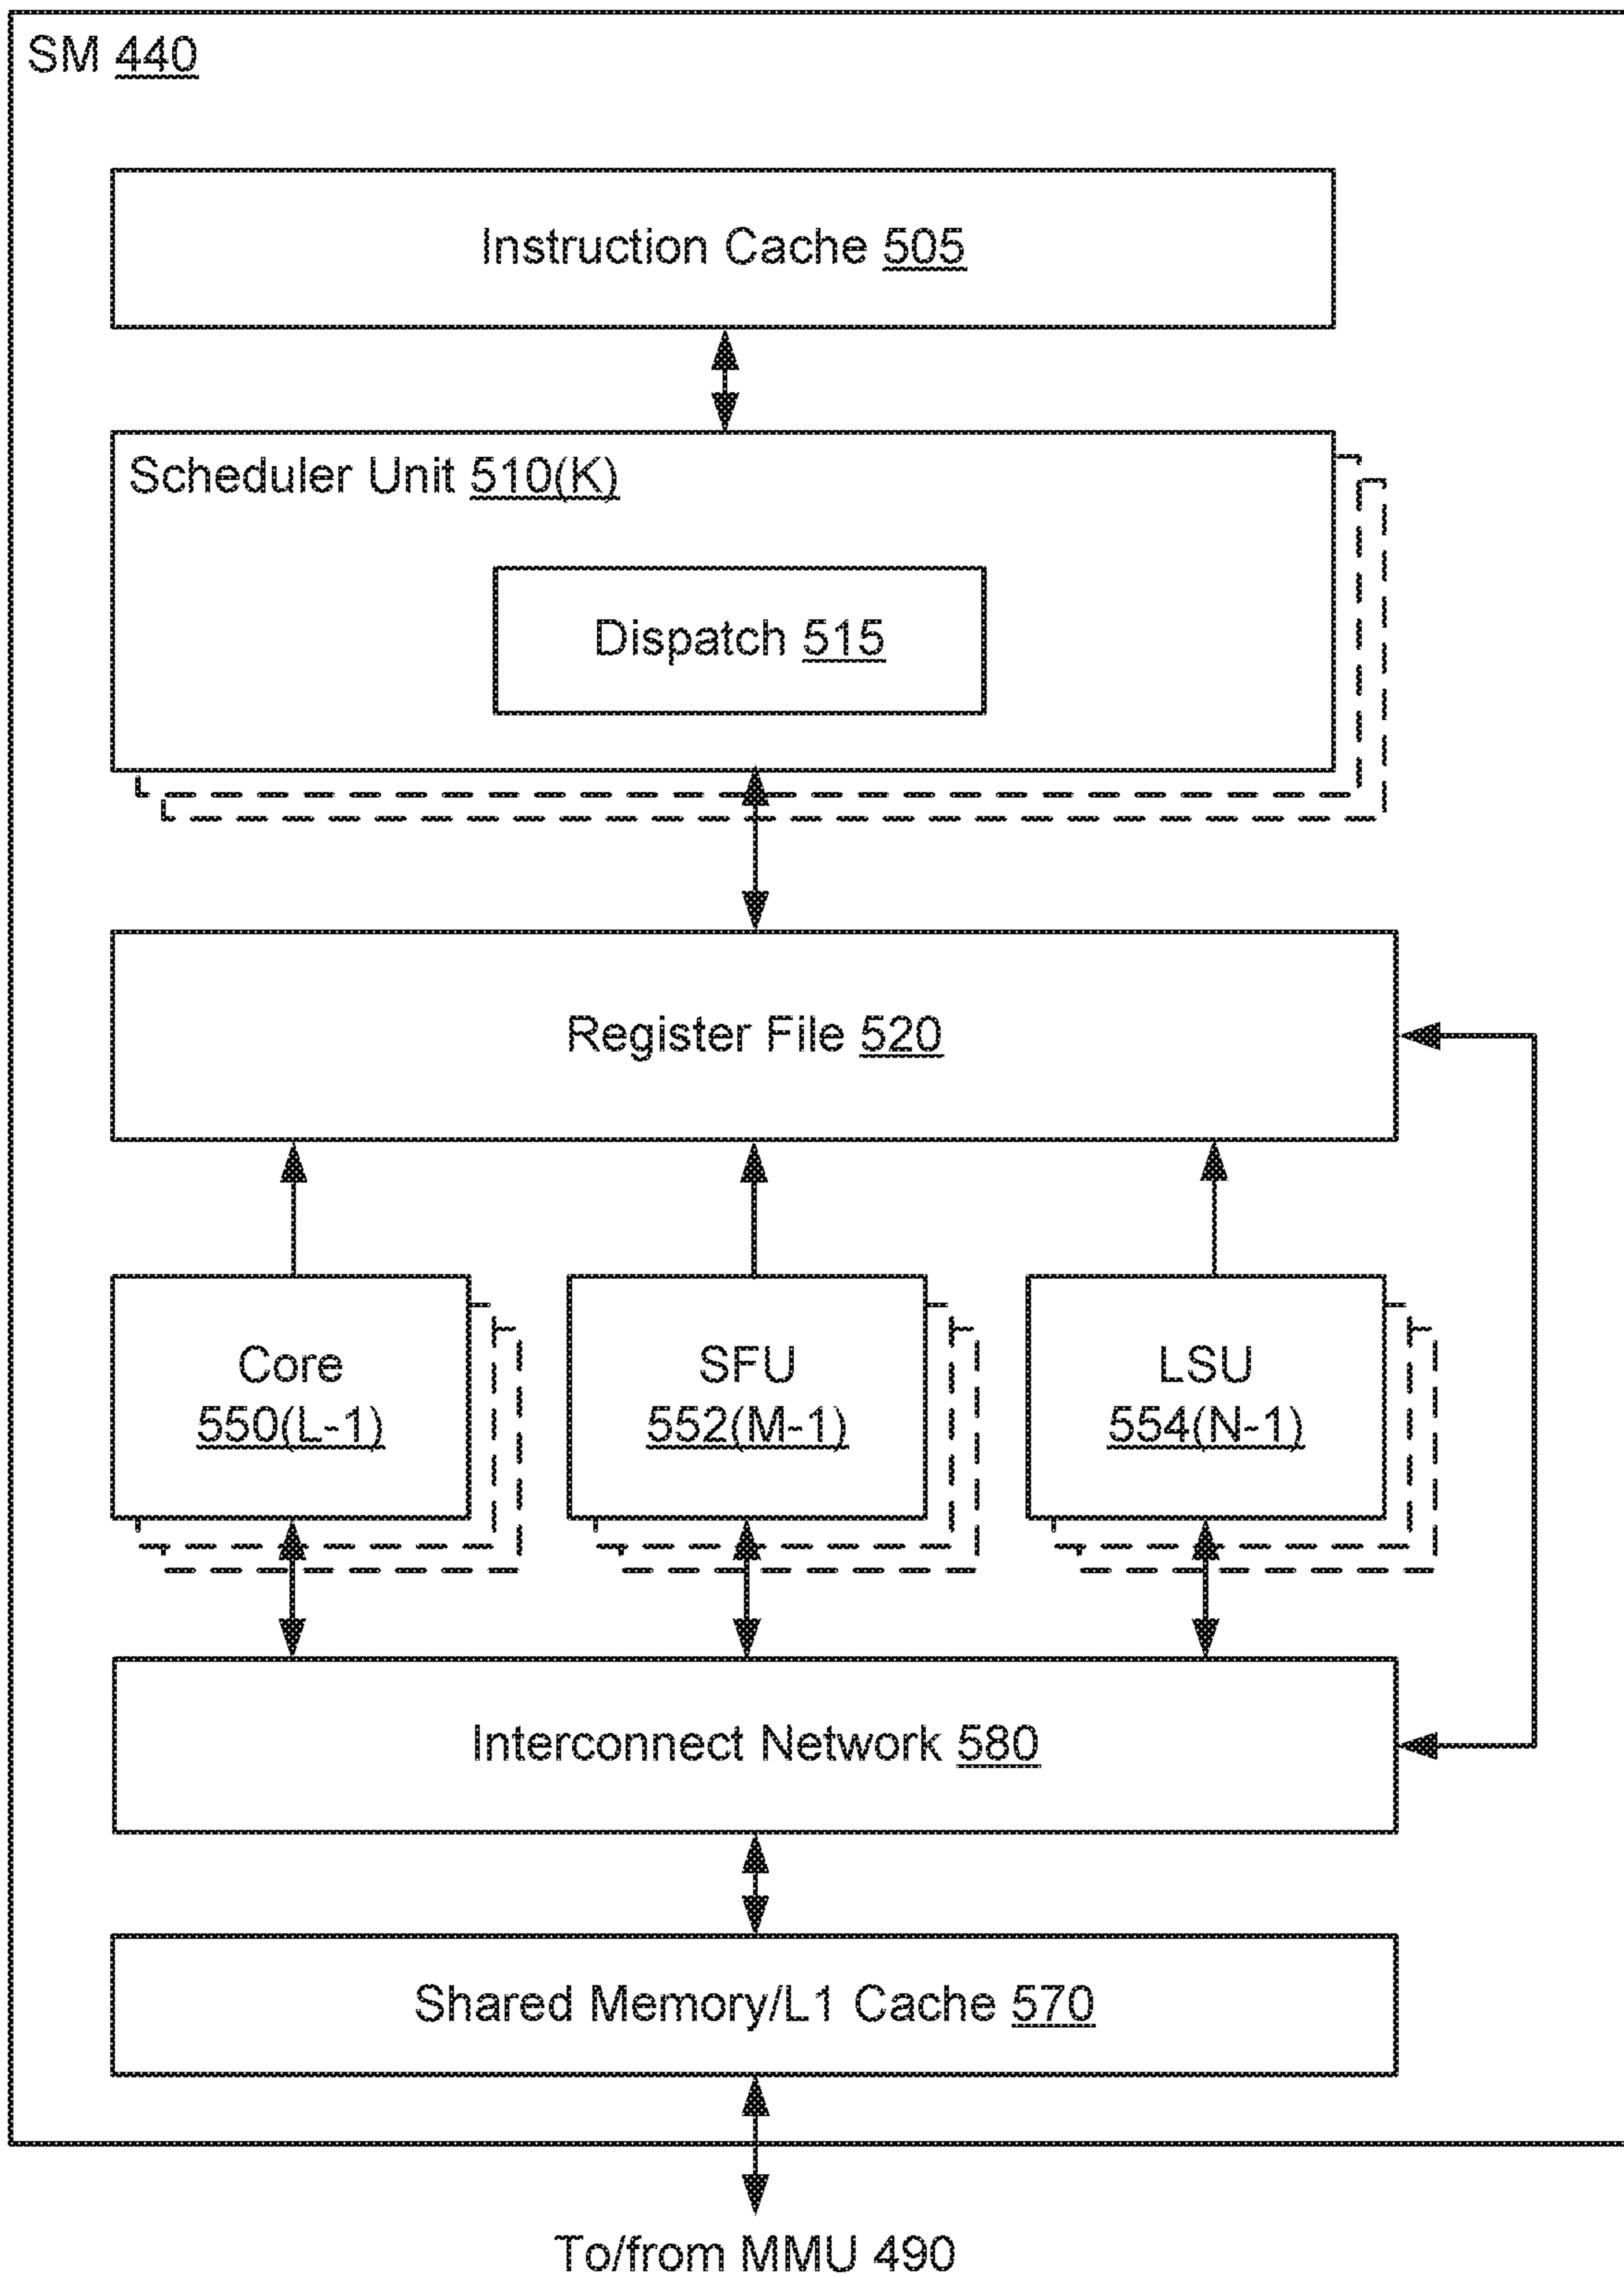 SM 440
Instruction Cache 505
Scheduler Unit 510(K)
Dispatch 515
Register File 520
Core
550(L-1)
SFU
552(M-1)
LSU
554(N-1)
Interconnect Network 580
Shared Memory/L1 Cache 570
To/from MMU 490